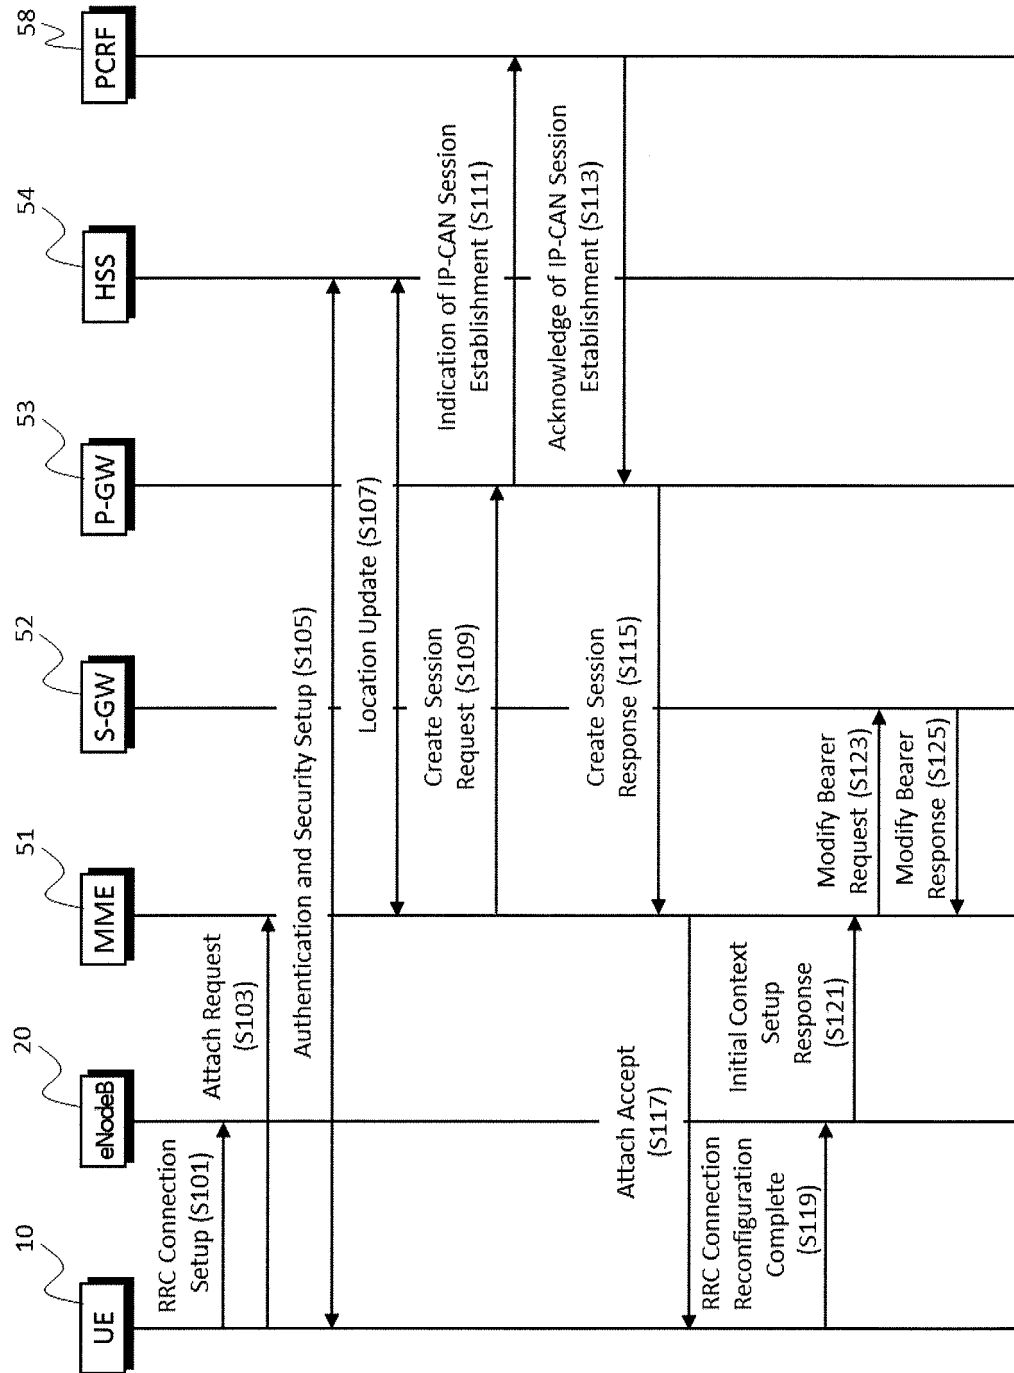 10
20
51
52
53
54
58
UE
eNodeB
MME
S-GW
P-GW
HSS
PCRF
RRC Connection
Setup (S101)
Attach Request
(S103)
Authentication and Security Setup (S105)
Location Update (S107)
Create Session
Request (S109)
Indication of IP-CAN Session
Establishment (S111)
Acknowledge of IP-CAN Session
Establishment (S113)
Create Session
Response (S115)
Attach Accept
(S117)
RRC Connection
Reconfiguration
Complete
(S119)
Initial Context
Setup
Response
(S121)
Modify Bearer
Request (S123)
Modify Bearer
Response (S125)